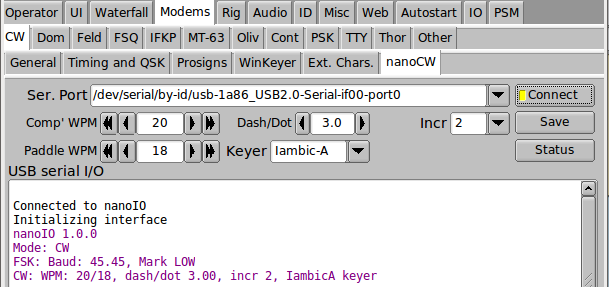 Operator UI Waterfall Modems Rig Audio ID Misc Web Autostart IO PSM
CW Dom Feld FSQ IFKP MT-63 Oliv Cont PSK TTY Thor Other
General Timing and QSK Prosigns WinKeyer Ext. Chars. nanoCW
Ser. Port /dev/serial/by-id/usb-1a86_USB2.0-Serial-if00-port0 Connect
Comp' WPM 20 Dash/Dot 3.0 Incr 2 Save
Paddle WPM 18 Keyer Iambic-A Status
USB serial I/O
Connected to nanoIO
Initializing interface
nanoIO 1.0.0
Mode: CW
FSK: Baud: 45.45, Mark LOW
CW: WPM: 20/18, dash/dot 3.00, incr 2, IambicA keyer